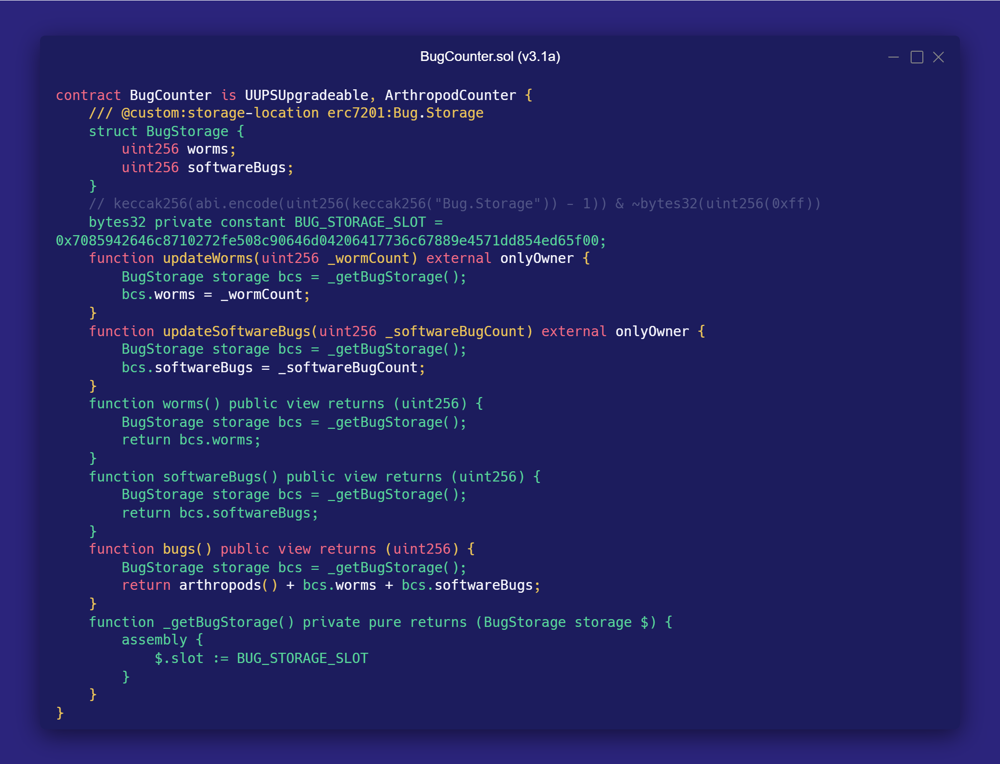 BugCounter.sol (v3.1a)
contract BugCounter is UUPSUpgradeable, ArthropodCounter {
    /// @custom:storage-location erc7201:Bug.Storage
    struct BugStorage {
        uint256 worms;
        uint256 softwareBugs;
    }
    // keccak256(abi.encode(uint256(keccak256("Bug.Storage")) - 1)) & ~bytes32(uint256(0xff))
    bytes32 private constant BUG_STORAGE_SLOT =
0x7085942646c8710272fe508c90646d04206417736c67889e4571dd854ed65f00;
    function updateWorms(uint256 _wormCount) external onlyOwner {
        BugStorage storage bcs = _getBugStorage();
        bcs.worms = _wormCount;
    }
    function updateSoftwareBugs(uint256 _softwareBugCount) external onlyOwner {
        BugStorage storage bcs = _getBugStorage();
        bcs.softwareBugs = _softwareBugCount;
    }
    function worms() public view returns (uint256) {
        BugStorage storage bcs = _getBugStorage();
        return bcs.worms;
    }
    function softwareBugs() public view returns (uint256) {
        BugStorage storage bcs = _getBugStorage();
        return bcs.softwareBugs;
    }
    function bugs() public view returns (uint256) {
        BugStorage storage bcs = _getBugStorage();
        return arthropods() + bcs.worms + bcs.softwareBugs;
    }
    function _getBugStorage() private pure returns (BugStorage storage $) {
        assembly {
            $.slot := BUG_STORAGE_SLOT
        }
    }
}